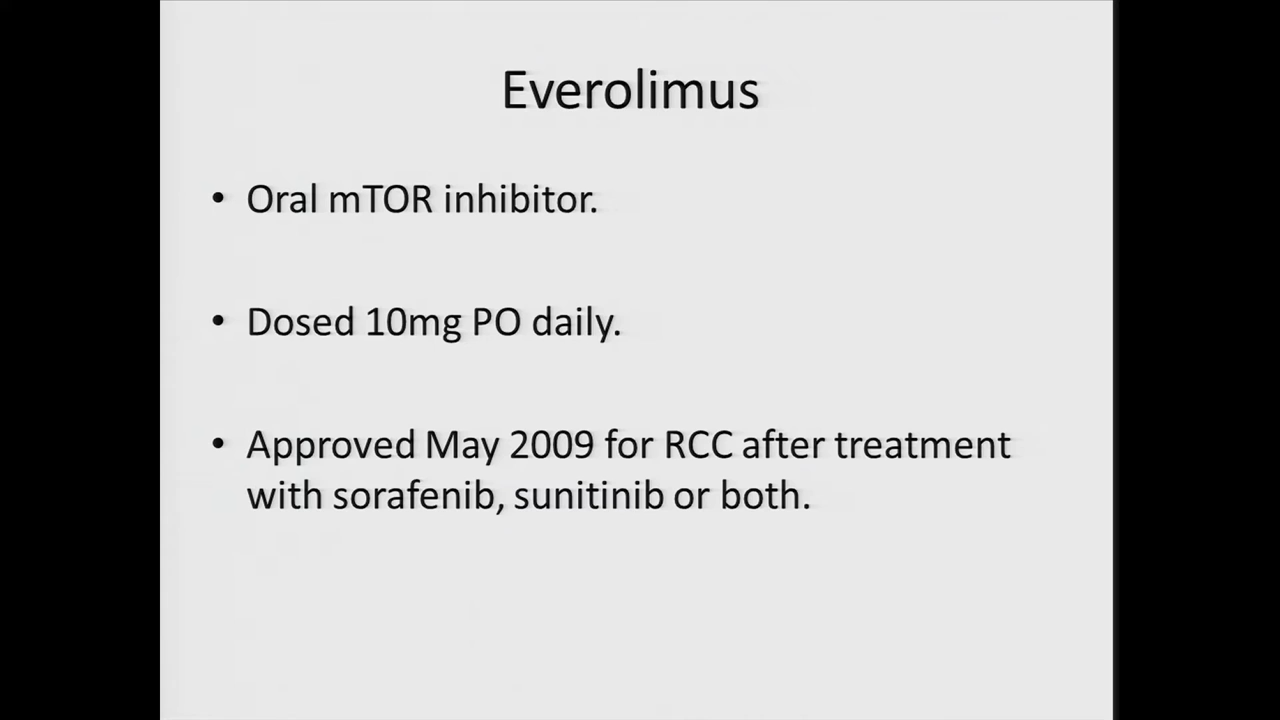 Everolimus
• Oral mTOR inhibitor.
• Dosed 10mg PO daily.
• Approved May 2009 for RCC after treatment
with sorafenib, sunitinib or both.